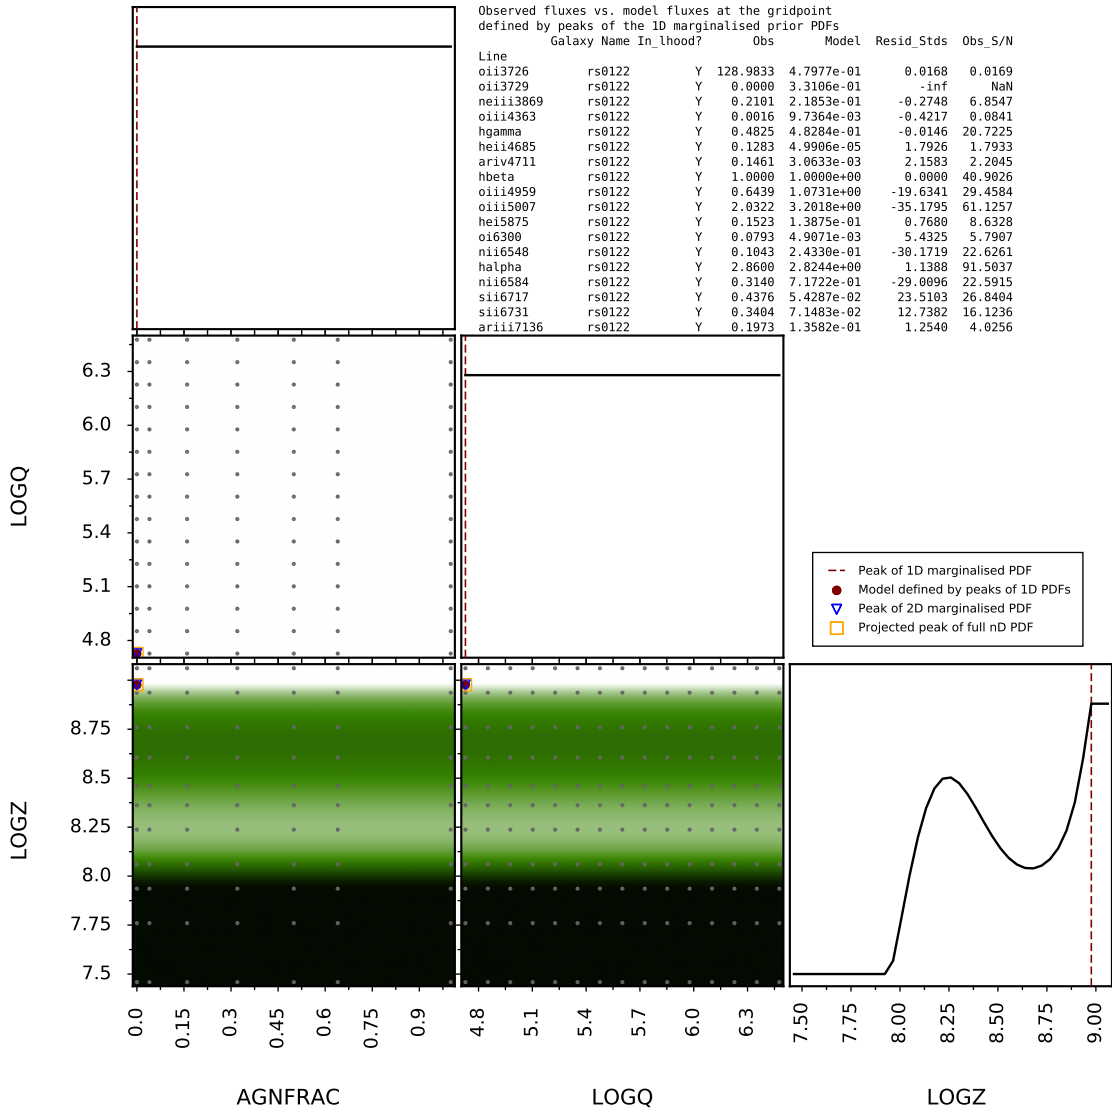 Observed fluxes vs. model fluxes at the gridpoint
defined by peaks of the 1D marginalised prior PDFs
Galaxy Name In_lhood? Obs Model Resid_Stds Obs_S/N
Line
oii3726 rs0122 Y 128.9833 4.7977e-01 0.0168 0.0169
oii3729 rs0122 Y 0.0000 3.3106e-01 -inf NaN
neiii3869 rs0122 Y 0.2101 2.1853e-01 -0.2748 6.8547
oiii4363 rs0122 Y 0.0016 9.7364e-03 -0.4217 0.0841
hgamma rs0122 Y 0.4825 4.8284e-01 -0.0146 20.7225
heii4685 rs0122 Y 0.1283 4.9906e-05 1.7926 1.7933
ariv4711 rs0122 Y 0.1461 3.0633e-03 2.1583 2.2045
hbeta rs0122 Y 1.0000 1.0000e+00 0.0000 40.9026
oiii4959 rs0122 Y 0.6439 1.0731e+00 -19.6341 29.4584
oiii5007 rs0122 Y 2.0322 3.2018e+00 -35.1795 61.1257
hei5875 rs0122 Y 0.1523 1.3875e-01 0.7680 8.6328
oi6300 rs0122 Y 0.0793 4.9071e-03 5.4325 5.7907
nii6548 rs0122 Y 0.1043 2.4330e-01 -30.1719 22.6261
halpha rs0122 Y 2.8600 2.8244e+00 1.1388 91.5037
nii6584 rs0122 Y 0.3140 7.1722e-01 -29.0096 22.5915
sii6717 rs0122 Y 0.4376 5.4287e-02 23.5103 26.8404
sii6731 rs0122 Y 0.3404 7.1483e-02 12.7382 16.1236
ariii7136 rs0122 Y 0.1973 1.3582e-01 1.2540 4.0256
LOGQ
6.3
6.0
5.7
5.4
5.1
4.8
Peak of 1D marginalised PDF
Model defined by peaks of 1D PDFs
Peak of 2D marginalised PDF
Projected peak of full nD PDF
LOGZ
8.75
8.5
8.25
8.0
7.75
7.5
0.0 0.15 0.3 0.45 0.6 0.75 0.9
4.8 5.1 5.4 5.7 6.0 6.3
7.50 7.75 8.00 8.25 8.50 8.75 9.00
AGNFRAC LOGQ LOGZ